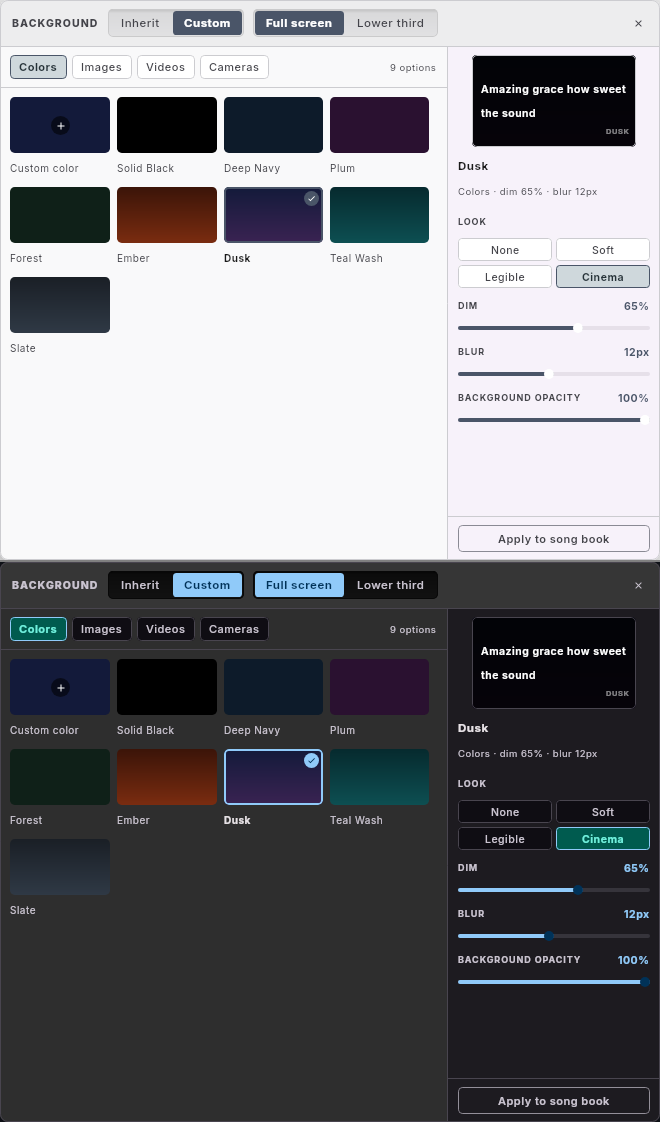 BACKGROUND Inherit Custom Full screen Lower third ×
Colors Images Videos Cameras 9 options
Custom color Solid Black Deep Navy Plum
Forest Ember Dusk Teal Wash
Slate
Amazing grace how sweet
the sound
DUSK
Dusk
Colors · dim 65% · blur 12px
LOOK
None Soft
Legible Cinema
DIM 65%
BLUR 12px
BACKGROUND OPACITY 100%
Apply to song book
BACKGROUND Inherit Custom Full screen Lower third ×
Colors Images Videos Cameras 9 options
Custom color Solid Black Deep Navy Plum
Forest Ember Dusk Teal Wash
Slate
Amazing grace how sweet
the sound
DUSK
Dusk
Colors · dim 65% · blur 12px
LOOK
None Soft
Legible Cinema
DIM 65%
BLUR 12px
BACKGROUND OPACITY 100%
Apply to song book